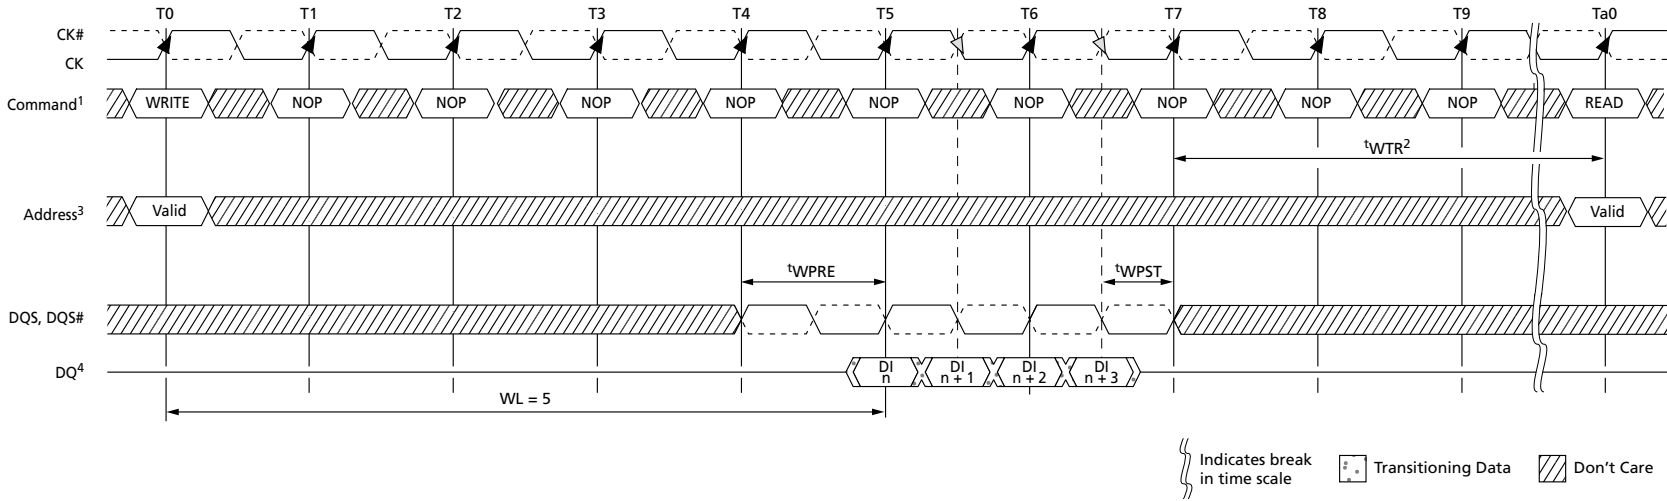 T0 T1 T2 T3 T4 T5 T6 T7 T8 T9 Ta0
CK#
CK
Command¹ WRITE NOP NOP NOP NOP NOP NOP NOP NOP NOP READ
ᵗWTR²
Address³ Valid Valid
ᵗWPRE ᵗWPST
DQS, DQS#
DQ⁴ DI n DI n + 1 DI n + 2 DI n + 3
WL = 5
Indicates break
in time scale
Transitioning Data
Don't Care